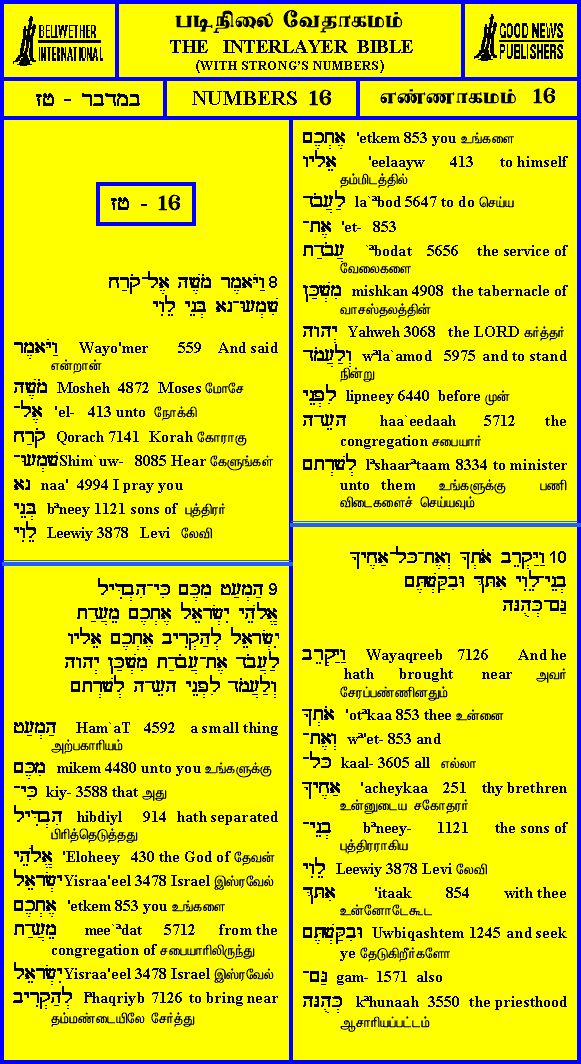 BELLWETHER
INTERNATIONAL
படிநிலை வேதாகமம்
THE INTERLAYER BIBLE
(WITH STRONG'S NUMBERS)
GOOD NEWS
PUBLISHERS
במדבר - טז
NUMBERS 16
எண்ணாகமம் 16
טז - 16
8 וַיֹּאמֶר מֹשֶׁה אֶל־קֹרַח
שִׁמְעוּ־נָא בְּנֵי לֵוִי
וַיֹּאמֶר Wayo'mer 559 And said
என்றான்
מֹשֶׁה Mosheh 4872 Moses மோசே
אֶל־ 'el- 413 unto நோக்கி
קֹרַח Qorach 7141 Korah கோராகு
שִׁמְעוּ־ Shim`uw- 8085 Hear கேளுங்கள்
נָא naa' 4994 I pray you
בְּנֵי bªneey 1121 sons of புத்திரர்
לֵוִי Leewiy 3878 Levi லேவி
9 הַמְעַט מִכֶּם כִּי־הִבְדִּיל
אֱלֹהֵי יִשְׂרָאֵל אֶתְכֶם מֵעֲדַת
יִשְׂרָאֵל לְהַקְרִיב אֶתְכֶם אֵלָיו
לַעֲבֹד אֶת־עֲבֹדַת מִשְׁכַּן יְהוָה
וְלַעֲמֹד לִפְנֵי הָעֵדָה לְשָׁרְתָם
הַמְעַט Ham`aT 4592 a small thing
அற்பகாரியம்
מִכֶּם mikem 4480 unto you உங்களுக்கு
כִּי־ kiy- 3588 that அது
הִבְדִּיל hibdiyl 914 hath separated
பிரித்தெடுத்தது
אֱלֹהֵי 'Eloheey 430 the God of தேவன்
יִשְׂרָאֵל Yisraa'eel 3478 Israel இஸ்ரவேல்
אֶתְכֶם 'etkem 853 you உங்களை
מֵעֲדַת mee`ªdat 5712 from the
congregation of சபையாரிலிருந்து
יִשְׂרָאֵל Yisraa'eel 3478 Israel இஸ்ரவேல்
לְהַקְרִיב lªhaqriyb 7126 to bring near
தம்மண்டையிலே சேர்த்து
אֶתְכֶם 'etkem 853 you உங்களை
אֵלָיו 'eelaayw 413 to himself
தம்மிடத்தில்
לַעֲבֹד la`ªbod 5647 to do செய்ய
אֶת־ 'et- 853
עֲבֹדַת `ªbodat 5656 the service of
வேலைகளை
מִשְׁכַּן mishkan 4908 the tabernacle of
வாசஸ்தலத்தின்
יְהוָה Yahweh 3068 the LORD கர்த்தர்
וְלַעֲמֹד wªla`amod 5975 and to stand
நின்று
לִפְנֵי lipneey 6440 before முன்
הָעֵדָה haa`eedaah 5712 the
congregation சபையார்
לְשָׁרְתָם lªshaarªtaam 8334 to minister
unto them உங்களுக்கு பணி
விடைகளைச் செய்யவும்
10 וַיַּקְרֵב אֹתְךָ וְאֶת־כָּל־אַחֶיךָ
בְנֵי־לֵוִי אִתָּךְ וּבִקַּשְׁתֶּם
גַּם־כְּהֻנָּה
וַיַּקְרֵב Wayaqreeb 7126 And he
hath brought near அவர்
சேரப்பண்ணினதும்
אֹתְךָ 'otªkaa 853 thee உன்னை
וְאֶת־ wª'et- 853 and
כָּל־ kaal- 3605 all எல்லா
אַחֶיךָ 'acheykaa 251 thy brethren
உன்னுடைய சகோதரர்
בְנֵי־ bªneey- 1121 the sons of
புத்திரராகிய
לֵוִי Leewiy 3878 Levi லேவி
אִתָּךְ 'itaak 854 with thee
உன்னோடேகூட
וּבִקַּשְׁתֶּם Uwbiqashtem 1245 and seek
ye தேடுகிறீர்களோ
גַּם־ gam- 1571 also
כְּהֻנָּה kªhunaah 3550 the priesthood
ஆசாரியப்பட்டம்